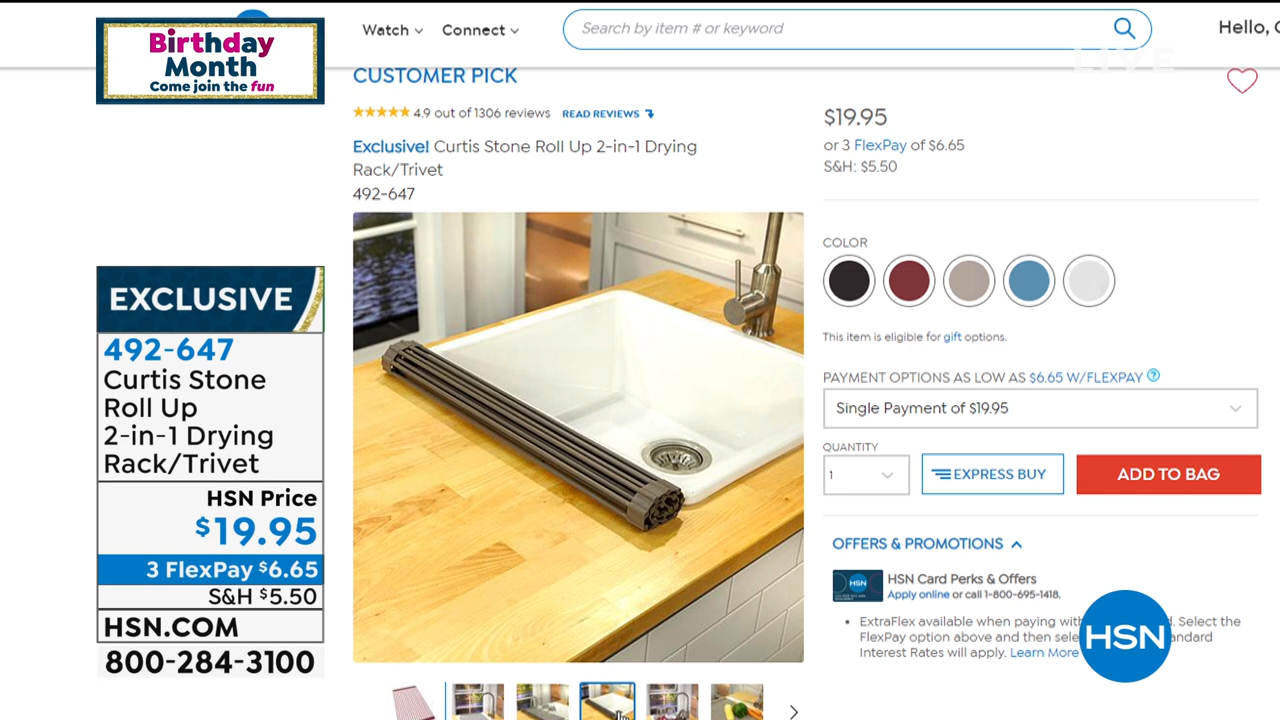 Birthday
Month
Come join the fun
Watch
Connect
Search by item # or keyword
Hello,
LIVE
CUSTOMER PICK
4.9 out of 1306 reviews READ REVIEWS
Exclusive! Curtis Stone Roll Up 2-in-1 Drying
Rack/Trivet
492-647
$19.95
or 3 FlexPay of $6.65
S&H: $5.50
COLOR
This item is eligible for gift options.
PAYMENT OPTIONS AS LOW AS $6.65 W/FLEXPAY ?
Single Payment of $19.95
QUANTITY
1
EXPRESS BUY
ADD TO BAG
OFFERS & PROMOTIONS
HSN
HSN Card Perks & Offers
Apply online or call 1-800-695-1418.
• ExtraFlex available when paying with d. Select the
FlexPay option above and then sele andard
Interest Rates will apply. Learn More
HSN
EXCLUSIVE
492-647
Curtis Stone
Roll Up
2-in-1 Drying
Rack/Trivet
HSN Price
$19.95
3 FlexPay $6.65
S&H $5.50
HSN.COM
800-284-3100